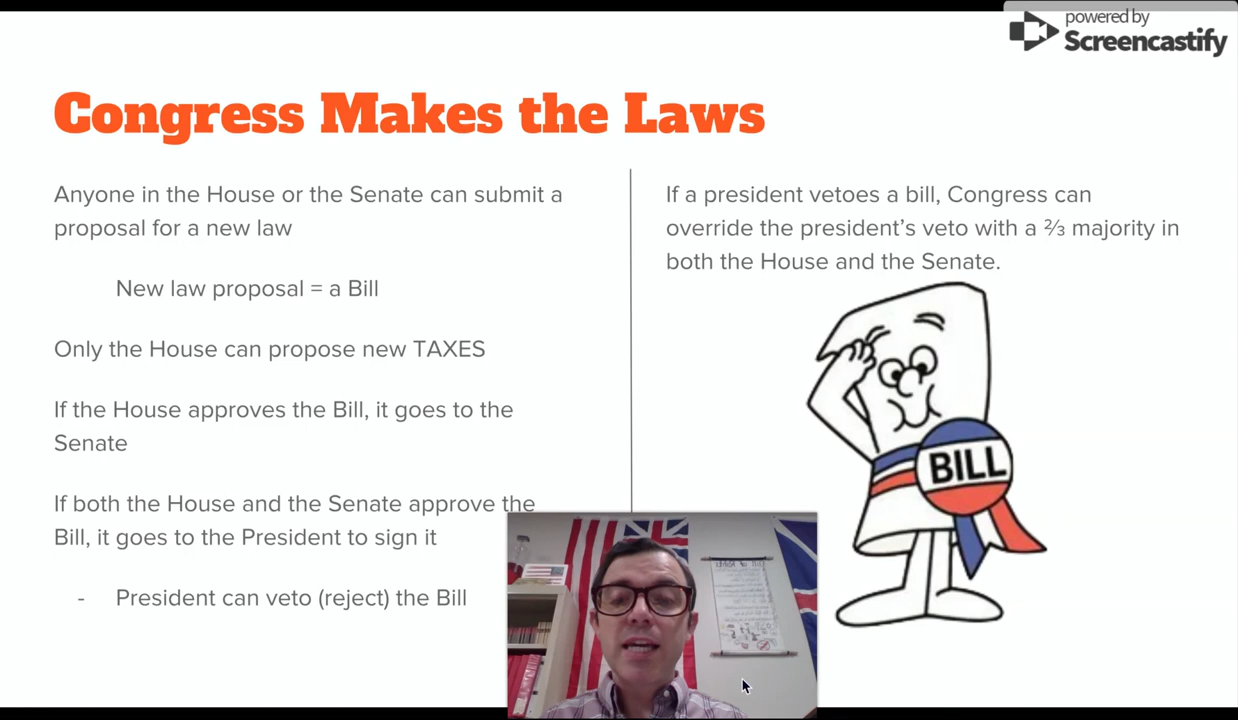 powered by
Screencastify
Congress Makes the Laws
Anyone in the House or the Senate can submit a
proposal for a new law
New law proposal = a Bill
Only the House can propose new TAXES
If the House approves the Bill, it goes to the
Senate
If both the House and the Senate approve the
Bill, it goes to the President to sign it
- President can veto (reject) the Bill
If a president vetoes a bill, Congress can
override the president's veto with a ⅔ majority in
both the House and the Senate.
BILL